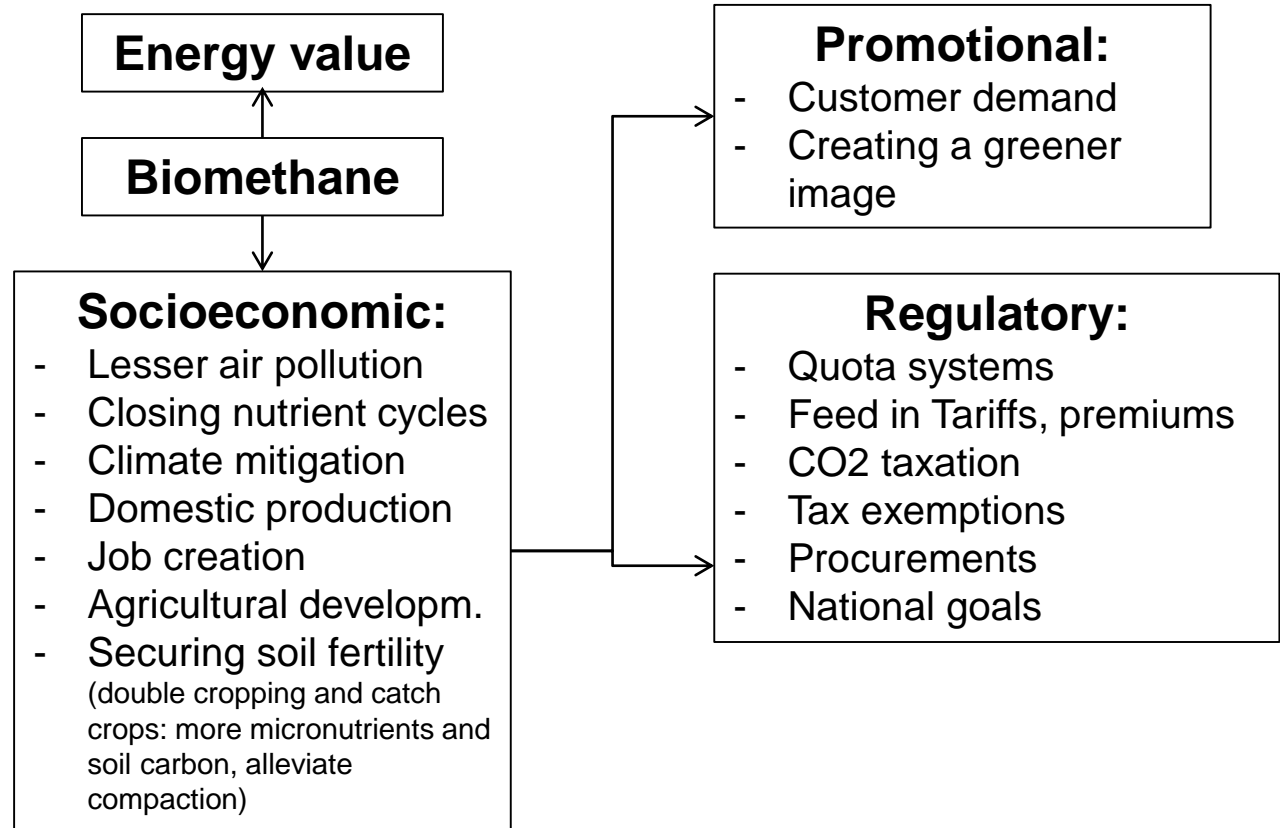 Energy value
Biomethane
Socioeconomic:
- Lesser air pollution
- Closing nutrient cycles
- Climate mitigation
- Domestic production
- Job creation
- Agricultural developm.
- Securing soil fertility
(double cropping and catch
crops: more micronutrients and
soil carbon, alleviate
compaction)
Promotional:
- Customer demand
- Creating a greener
image
Regulatory:
- Quota systems
- Feed in Tariffs, premiums
- CO2 taxation
- Tax exemptions
- Procurements
- National goals